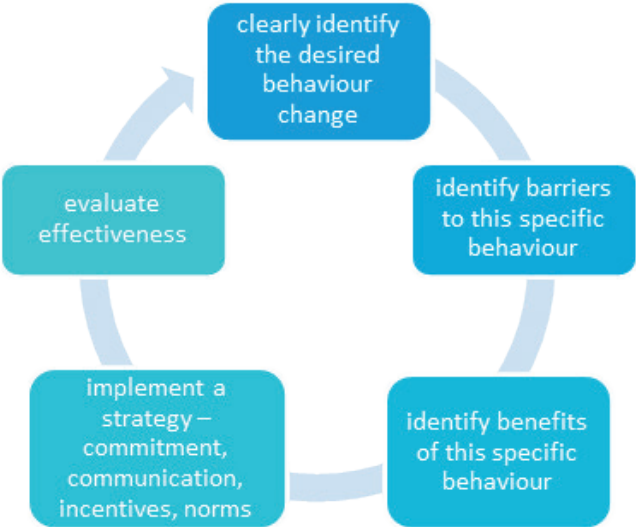 clearly identify
the desired
behaviour
change
identify barriers
to this specific
behaviour
identify benefits
of this specific
behaviour
implement a
strategy –
commitment,
communication,
incentives, norms
evaluate
effectiveness